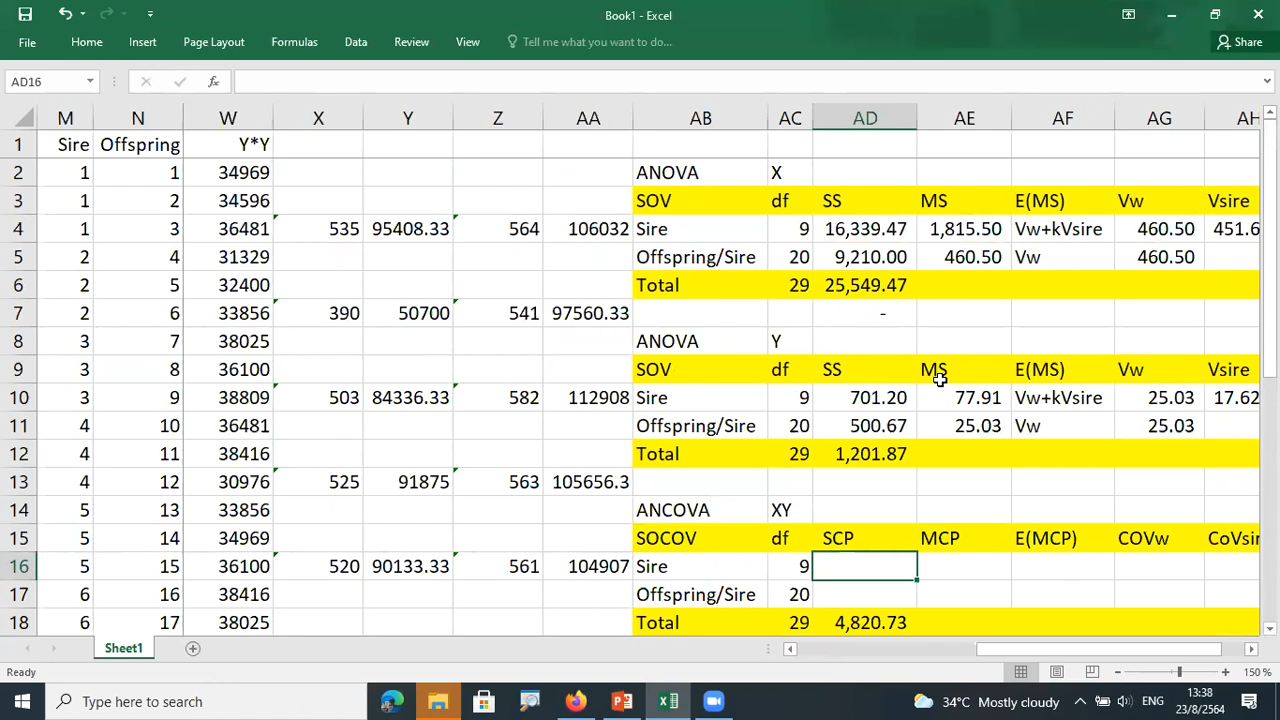 Book1 - Excel
File Home Insert Page Layout Formulas Data Review View Tell me what you want to do... Share
AD16 fx
M N W X Y Z AA AB AC AD AE AF AG AH
1 Sire Offspring Y*Y
2 1 1 34969 ANOVA X
3 1 2 34596 SOV df SS MS E(MS) Vw Vsire
4 1 3 36481 535 95408.33 564 106032 Sire 9 16,339.47 1,815.50 Vw+kVsire 460.50 451.6
5 2 4 31329 Offspring/Sire 20 9,210.00 460.50 Vw 460.50
6 2 5 32400 Total 29 25,549.47
7 2 6 33856 390 50700 541 97560.33 -
8 3 7 38025 ANOVA Y
9 3 8 36100 SOV df SS MS E(MS) Vw Vsire
10 3 9 38809 503 84336.33 582 112908 Sire 9 701.20 77.91 Vw+kVsire 25.03 17.62
11 4 10 36481 Offspring/Sire 20 500.67 25.03 Vw 25.03
12 4 11 38416 Total 29 1,201.87
13 4 12 30976 525 91875 563 105656.3
14 5 13 33856 ANCOVA XY
15 5 14 34969 SOCOV df SCP MCP E(MCP) COVw CoVsir
16 5 15 36100 520 90133.33 561 104907 Sire 9
17 6 16 38416 Offspring/Sire 20
18 6 17 38025 Total 29 4,820.73
Sheet1
Ready 150 %
Type here to search 34°C Mostly cloudy ENG 13:38
23/8/2564